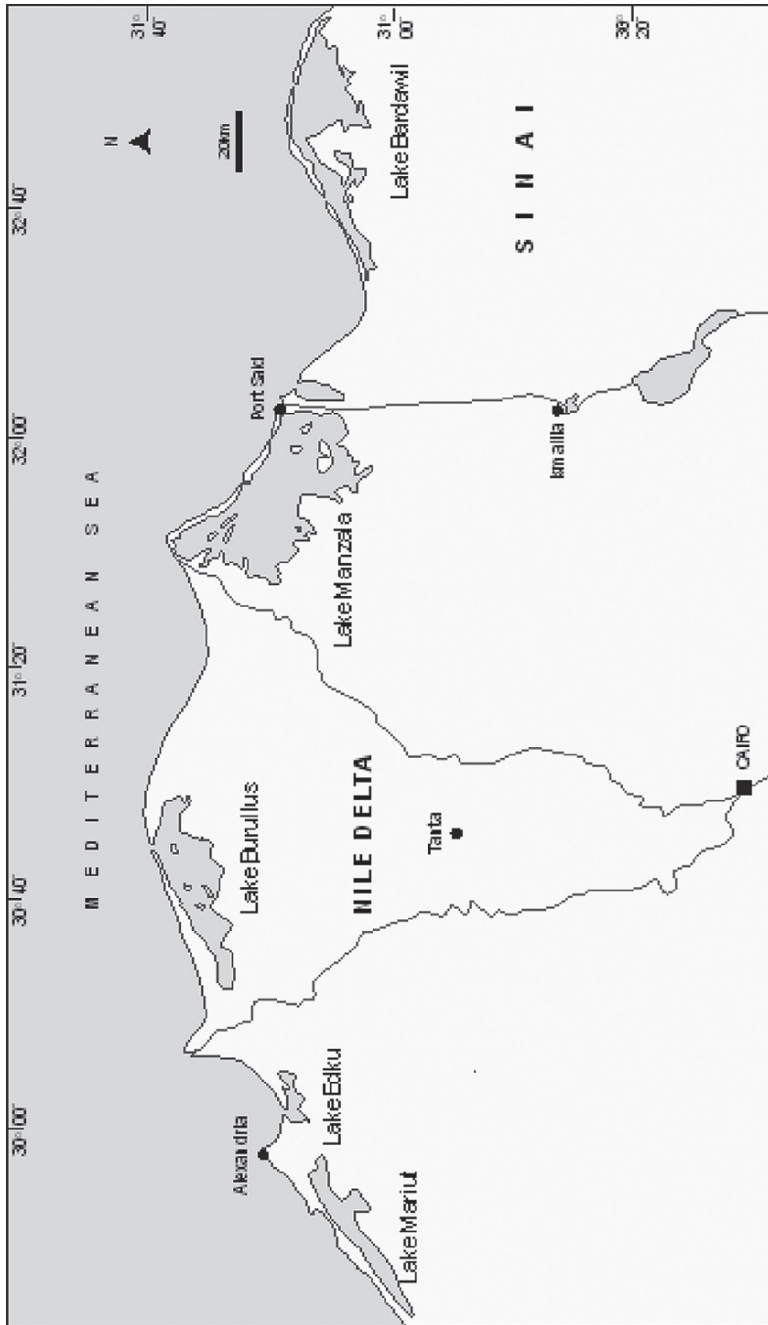 30°00"
30°40"
31°20"
32°00"
32°40"
MEDITERRANEAN SEA
N
31°40"
20km
Alexandria
Lake Burullus
Port Said
Lake Edku
Lake Manzala
NILE DELTA
Lake Mariut
Lake Bardawil
31°00"
Tanta
SINAI
Ismailia
30°20"
CAIRO